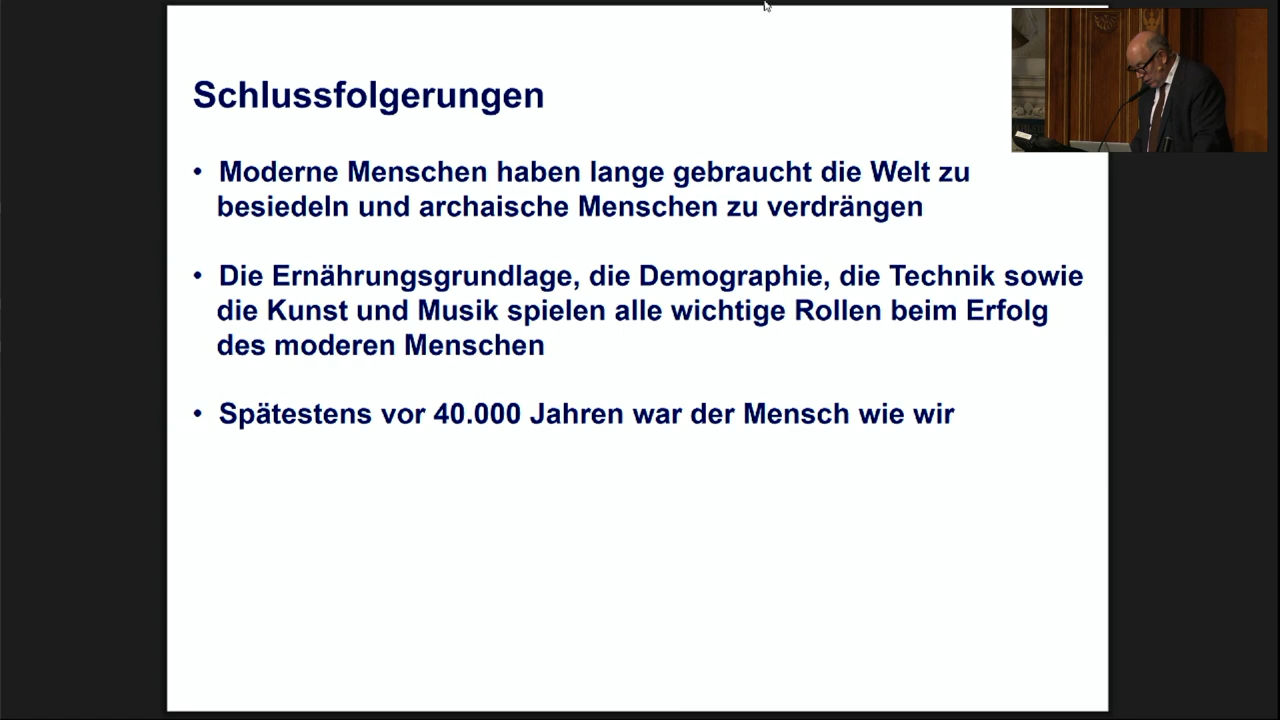 Schlussfolgerungen
• Moderne Menschen haben lange gebraucht die Welt zu
besiedeln und archaische Menschen zu verdrängen
• Die Ernährungsgrundlage, die Demographie, die Technik sowie
die Kunst und Musik spielen alle wichtige Rollen beim Erfolg
des moderen Menschen
• Spätestens vor 40.000 Jahren war der Mensch wie wir